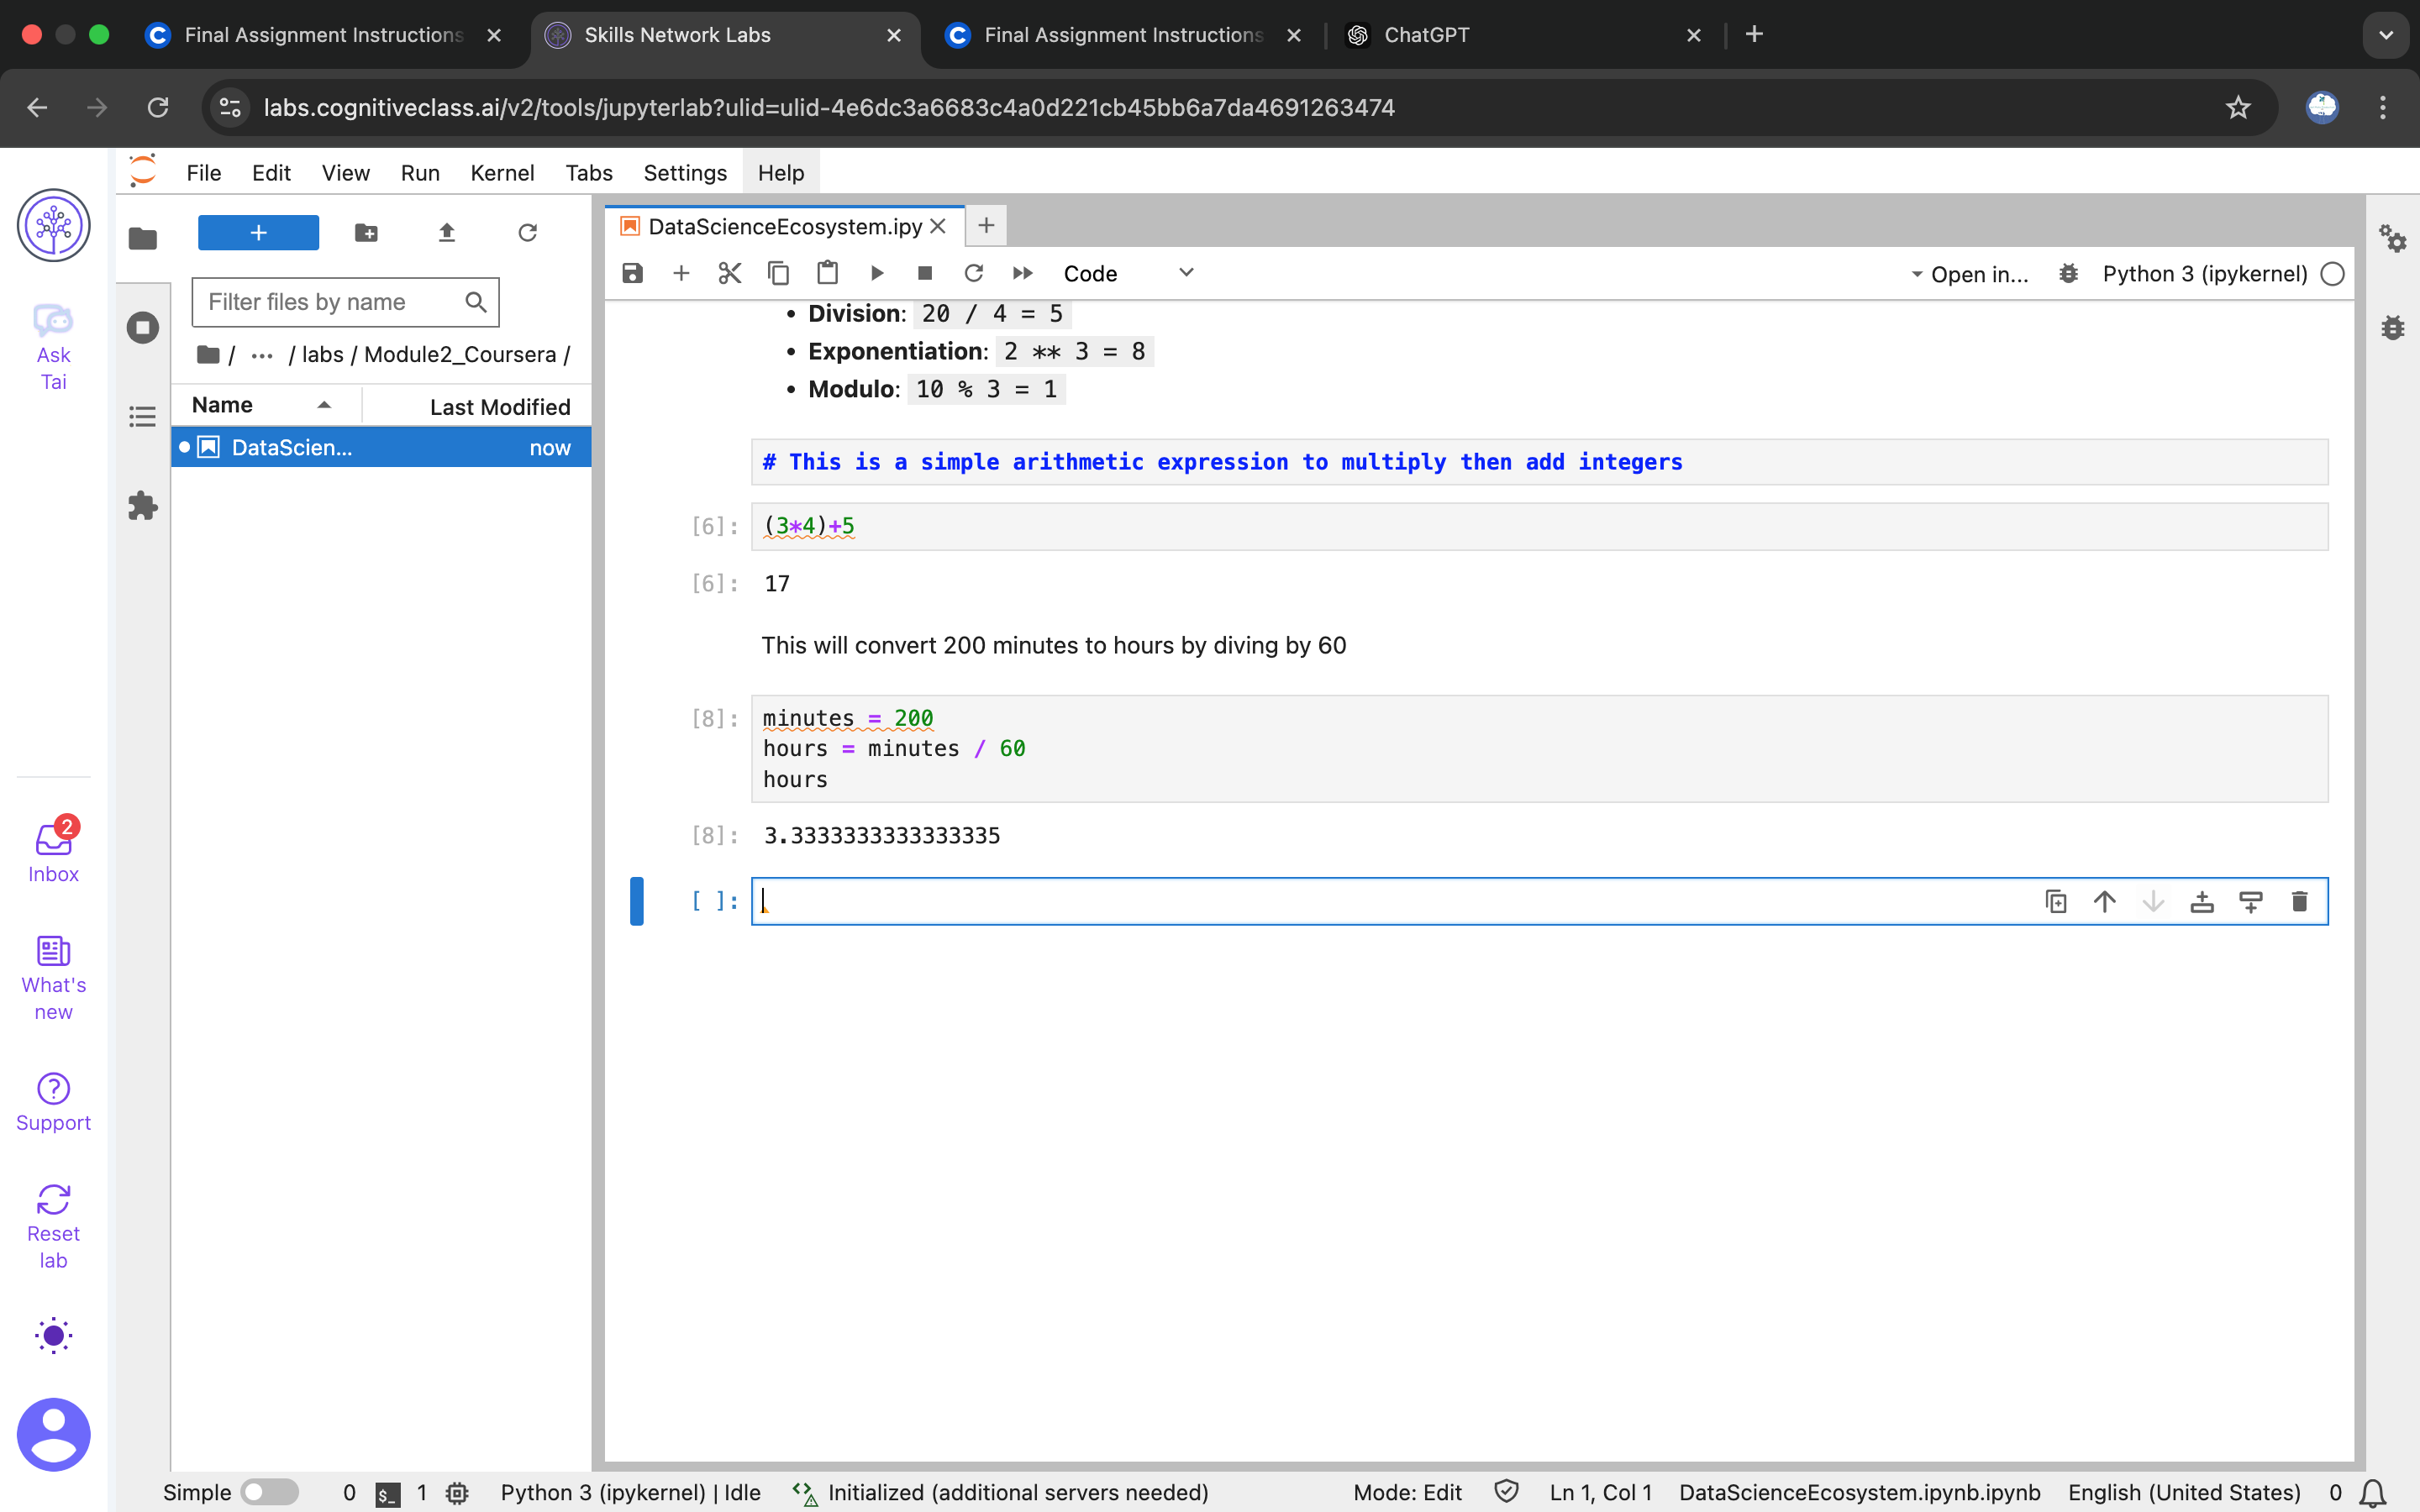 Final Assignment Instructions
Skills Network Labs
Final Assignment Instructions
ChatGPT
labs.cognitiveclass.ai/v2/tools/jupyterlab?ulid=ulid-4e6dc3a6683c4a0d221cb45bb6a7da4691263474
File Edit View Run Kernel Tabs Settings Help
Ask
Tai
Inbox
2
What's
new
Support
Reset
lab
Filter files by name
/ ... / labs / Module2_Coursera /
Name Last Modified
DataScien... now
DataScienceEcosystem.ipy
Code
Open in...
Python 3 (ipykernel)
• Division: 20 / 4 = 5
• Exponentiation: 2 ** 3 = 8
• Modulo: 10 % 3 = 1
# This is a simple arithmetic expression to multiply then add integers
[6]: (3*4)+5
[6]: 17
This will convert 200 minutes to hours by diving by 60
[8]: minutes = 200
hours = minutes / 60
hours
[8]: 3.3333333333333335
[ ]:
Simple 0 $_ 1 Python 3 (ipykernel) | Idle Initialized (additional servers needed) Mode: Edit Ln 1, Col 1 DataScienceEcosystem.ipynb.ipynb English (United States) 0